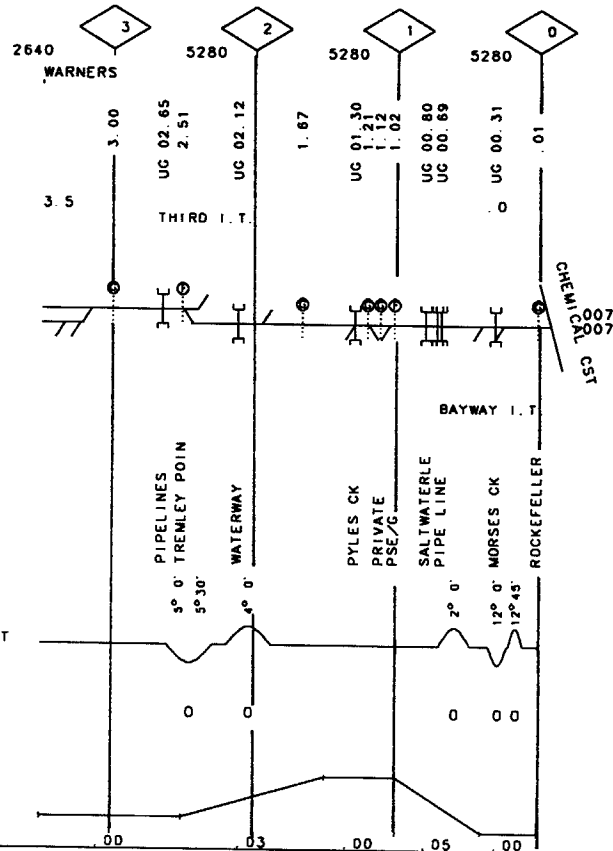 3
2
1
0
2640
5280
5280
WARNERS
3.00
UG 02.65
2.51
UG 02.12
1.67
UG 01.30
1.21
1.12
1.02
UG 00.80
UG 00.69
UG 00.31
.01
3.5
.0
THIRD I.T.
G
G
CHEMICAL CST
007
007
BAYWAY I.T
PIPELINES
TREMLEY POIN
WATERWAY
PYLES CK
PRIVATE
PSE/G
SALTWATERLE
PIPE LINE
MORSES CK
ROCKEFELLER
5° 0'
5°30'
4° 0'
2° 0'
12° 0'
12°45'
T
0
0
0
0
0
.00
.03
.00
.05
.00